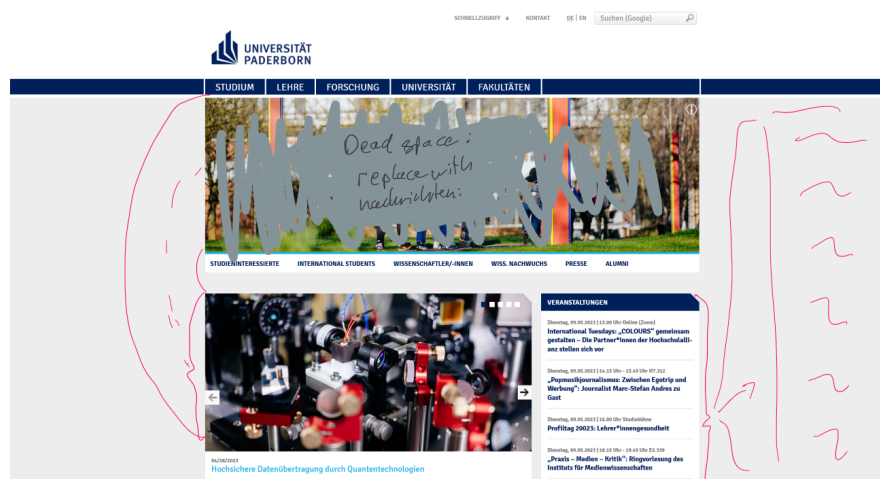 SCHNELLZUGRIFF KONTAKT DE | EN Suchen (Google)
UNIVERSITÄT
PADERBORN
STUDIUM LEHRE FORSCHUNG UNIVERSITÄT FAKULTÄTEN
Dead space:
replace with
nachrichten:
STUDIENINTERESSIERTE INTERNATIONAL STUDENTS WISSENSCHAFTLER/-INNEN WISS. NACHWUCHS PRESSE ALUMNI
04/28/2023
Hochsichere Datenübertragung durch Quantentechnologien
VERANSTALTUNGEN
Dienstag, 09.05.2023 | 13.00 Uhr Online (Zoom)
International Tuesdays: „COLOURS" gemeinsam
gestalten – Die Partner*innen der Hochschulalli-
anz stellen sich vor
Dienstag, 09.05.2023 | 14.15 Uhr - 15.45 Uhr H7.312
„Popmusikjournalismus: Zwischen Egotrip und
Werbung": Journalist Marc-Stefan Andres zu
Gast
Dienstag, 09.05.2023 | 16.00 Uhr Studiobühne
Profiltag 20023: Lehrer*innengesundheit
Dienstag, 09.05.2023 | 18.15 Uhr - 19.45 Uhr E2.339
„Praxis – Medien – Kritik": Ringvorlesung des
Instituts für Medienwissenschaften